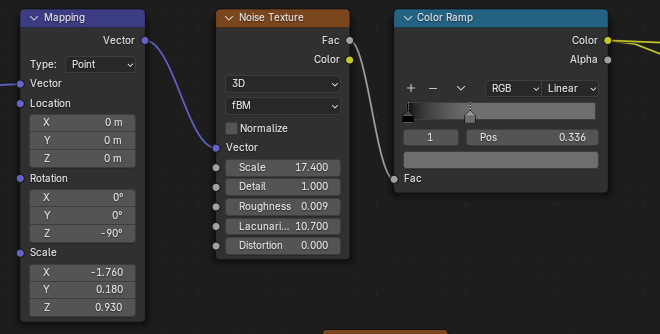 Mapping
Vector
Type: Point
Vector
Location
X 0 m
Y 0 m
Z 0 m
Rotation
X 0°
Y 0°
Z -90°
Scale
X -1.760
Y 0.180
Z 0.930
Noise Texture
Fac
Color
3D
fBM
Normalize
Vector
Scale 17.400
Detail 1.000
Roughness 0.009
Lacunari... 10.700
Distortion 0.000
Color Ramp
Color
Alpha
RGB Linear
1 Pos 0.336
Fac